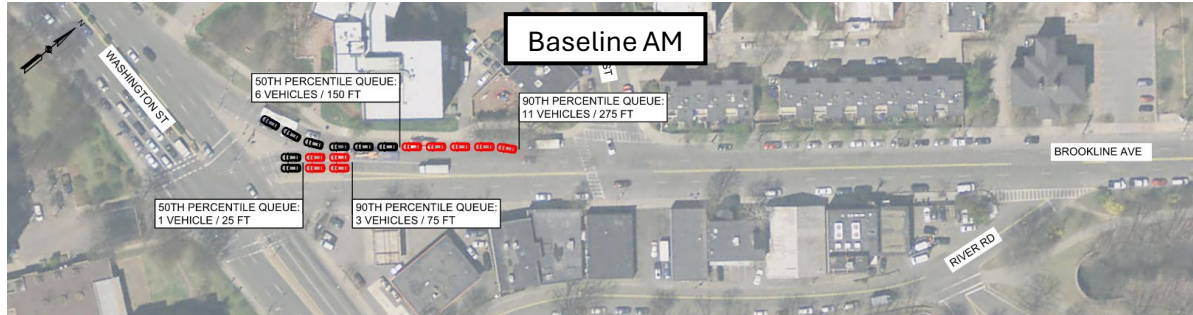 Baseline AM
N
WASHINGTON ST
ST
50TH PERCENTILE QUEUE:
6 VEHICLES / 150 FT
90TH PERCENTILE QUEUE:
11 VEHICLES / 275 FT
BROOKLINE AVE
50TH PERCENTILE QUEUE:
1 VEHICLE / 25 FT
90TH PERCENTILE QUEUE:
3 VEHICLES / 75 FT
RIVER RD